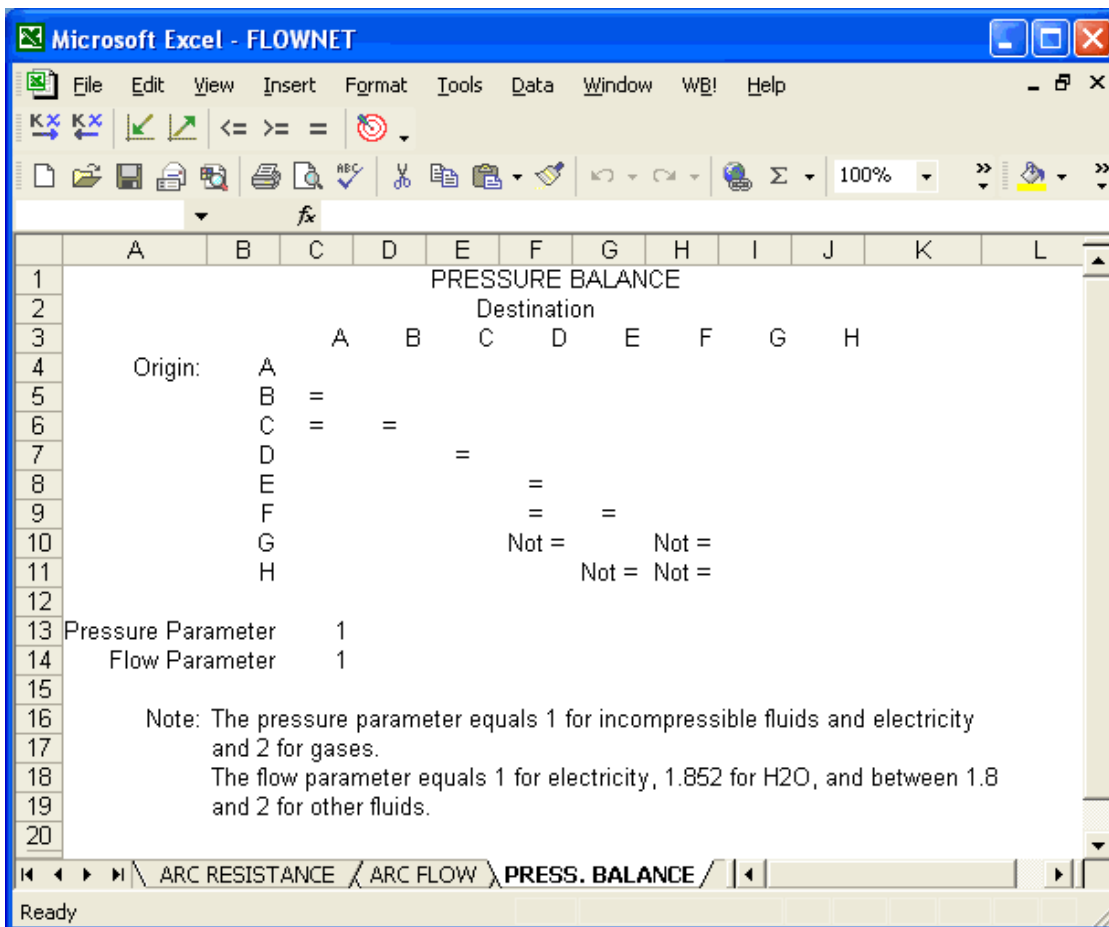 Microsoft Excel - FLOWNET
File Edit View Insert Format Tools Data Window WB! Help
<= >= =
ABC Σ 100%
fx
A B C D E F G H I J K L
1 PRESSURE BALANCE
2 Destination
3 A B C D E F G H
4 Origin: A
5 B =
6 C = =
7 D =
8 E =
9 F = =
10 G Not = Not =
11 H Not = Not =
12
13 Pressure Parameter 1
14 Flow Parameter 1
15
16 Note: The pressure parameter equals 1 for incompressible fluids and electricity
17 and 2 for gases.
18 The flow parameter equals 1 for electricity, 1.852 for H2O, and between 1.8
19 and 2 for other fluids.
20
ARC RESISTANCE ARC FLOW PRESS. BALANCE
Ready